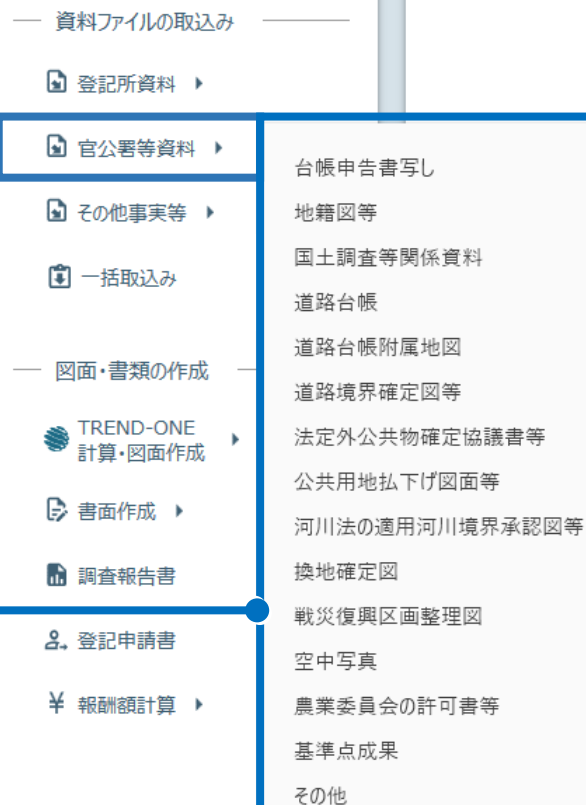 資料ファイルの取込み
登記所資料
官公署等資料
その他事実等
一括取込み
図面・書類の作成
TREND-ONE
計算・図面作成
書面作成
調査報告書
登記申請書
報酬額計算
台帳申告書写し
地籍図等
国土調査等関係資料
道路台帳
道路台帳附属地図
道路境界確定図等
法定外公共物確定協議書等
公共用地払下げ図面等
河川法の適用河川境界承認図等
換地確定図
戦災復興区画整理図
空中写真
農業委員会の許可書等
基準点成果
その他